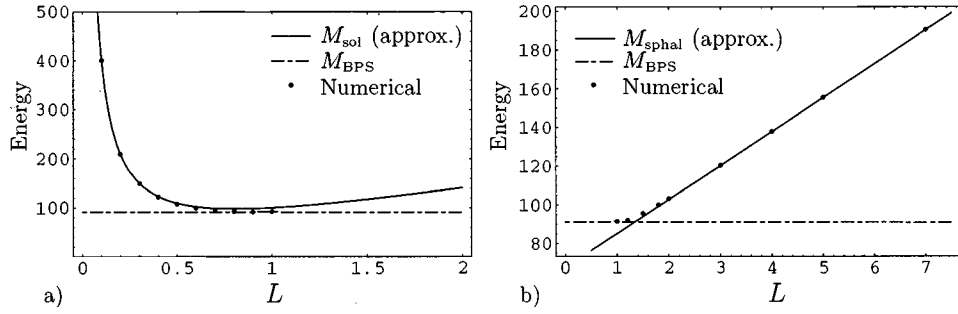 500
400
300
200
100
Energy
M_sol (approx.)
M_BPS
Numerical
0 0.5 1 1.5 2
L
a)
200
180
160
140
120
100
80
Energy
M_sphal (approx.)
M_BPS
Numerical
0 1 2 3 4 5 6 7
L
b)